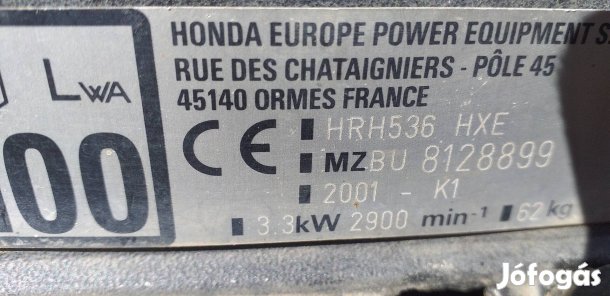 HONDA EUROPE POWER EQUIPMENT S
RUE DES CHATAIGNIERS - PÔLE 45
45140 ORMES FRANCE
LWA
00
CE
HRH536 HXE
MZBU 8128899
2001 - K1
3.3kW 2900 min-1 62 kg
Jófogás